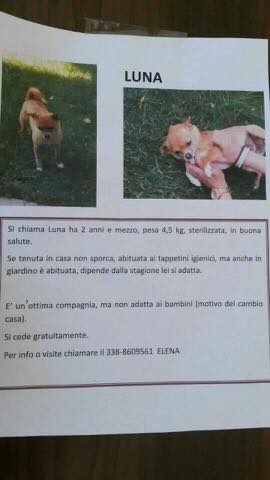 LUNA
Si chiama Luna ha 2 anni e mezzo, pesa 4,5 kg, sterilizzata, in buona
salute.
Se tenuta in casa non sporca, abituata ai tappetini igienici, ma anche in
giardino è abituata, dipende dalla stagione lei si adatta.
E' un'ottima compagnia, ma non adatta ai bambini (motivo del cambio
casa).
Si cede gratuitamente.
Per info o visite chiamare il 338-8609561 ELENA